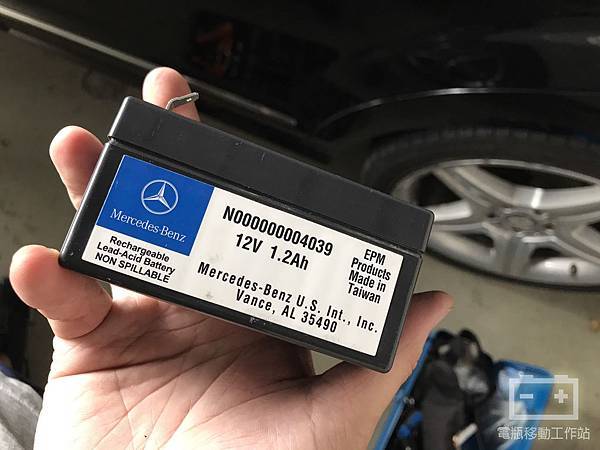 Mercedes-Benz
Rechargeable
Lead-Acid Battery
NON SPILLABLE
N000000004039
12V 1.2Ah
EPM
Products
Made in
Taiwan
Mercedes-Benz U.S. Int., Inc.
Vance, AL 35490
電瓶移動工作站